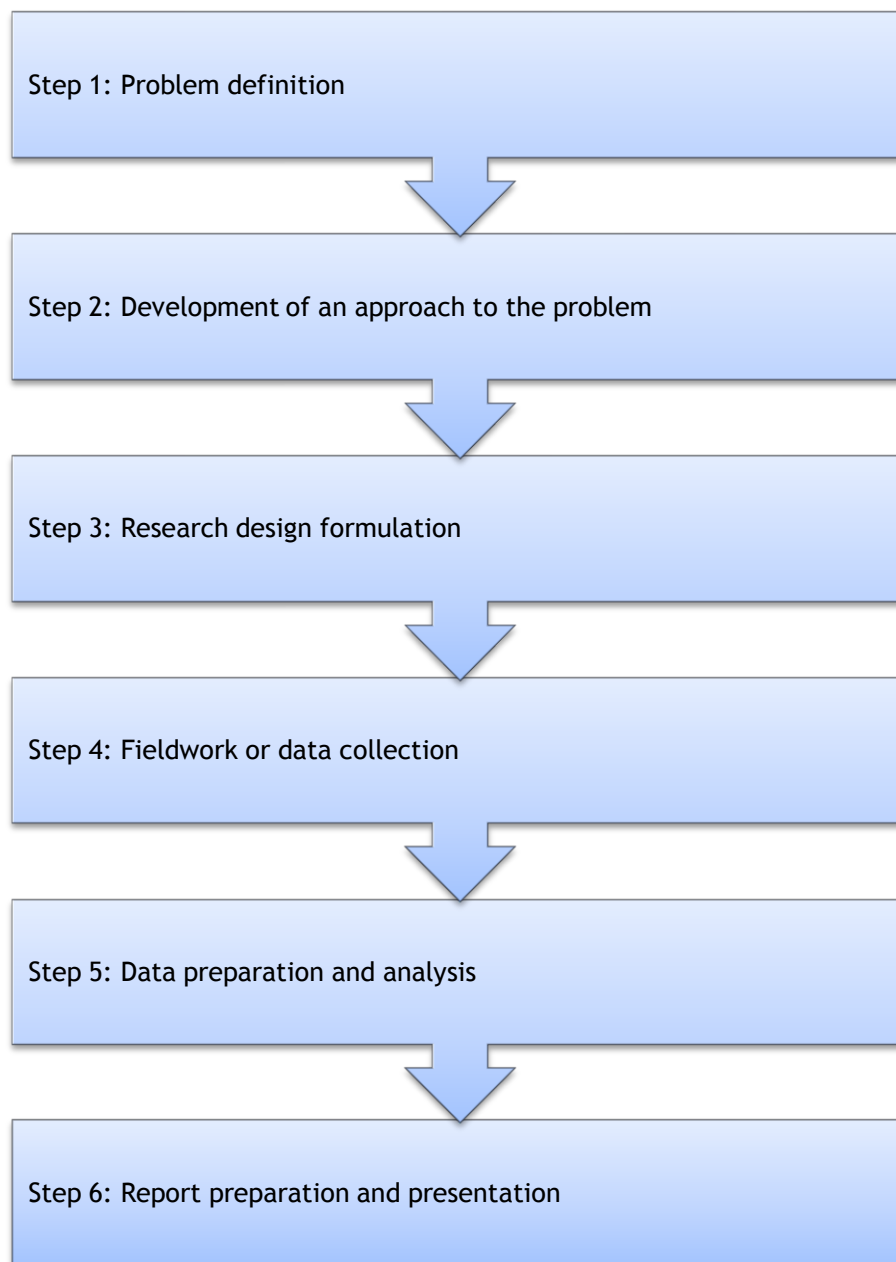 Step 1: Problem definition
Step 2: Development of an approach to the problem
Step 3: Research design formulation
Step 4: Fieldwork or data collection
Step 5: Data preparation and analysis
Step 6: Report preparation and presentation